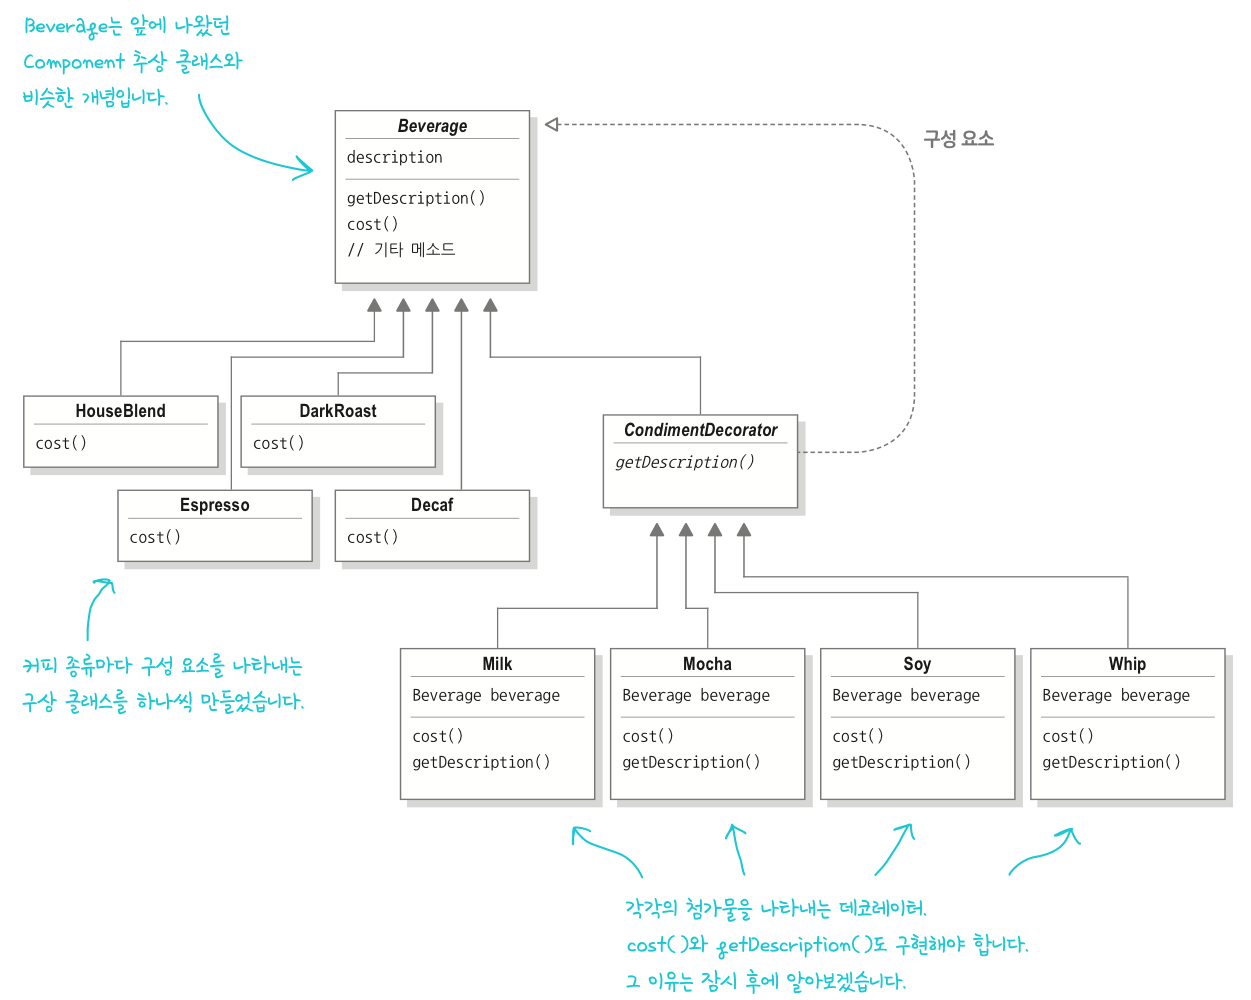 Beverage는 앞에 나왔던
Component 추상 클래스와
비슷한 개념입니다.
Beverage
description
getDescription()
cost()
// 기타 메소드
구성 요소
HouseBlend
cost()
DarkRoast
cost()
CondimentDecorator
getDescription()
Espresso
cost()
Decaf
cost()
커피 종류마다 구성 요소를 나타내는
구상 클래스를 하나씩 만들었습니다.
Milk
Beverage beverage
cost()
getDescription()
Mocha
Beverage beverage
cost()
getDescription()
Soy
Beverage beverage
cost()
getDescription()
Whip
Beverage beverage
cost()
getDescription()
각각의 첨가물을 나타내는 데코레이터.
cost()와 getDescription()도 구현해야 합니다.
그 이유는 잠시 후에 알아보겠습니다.